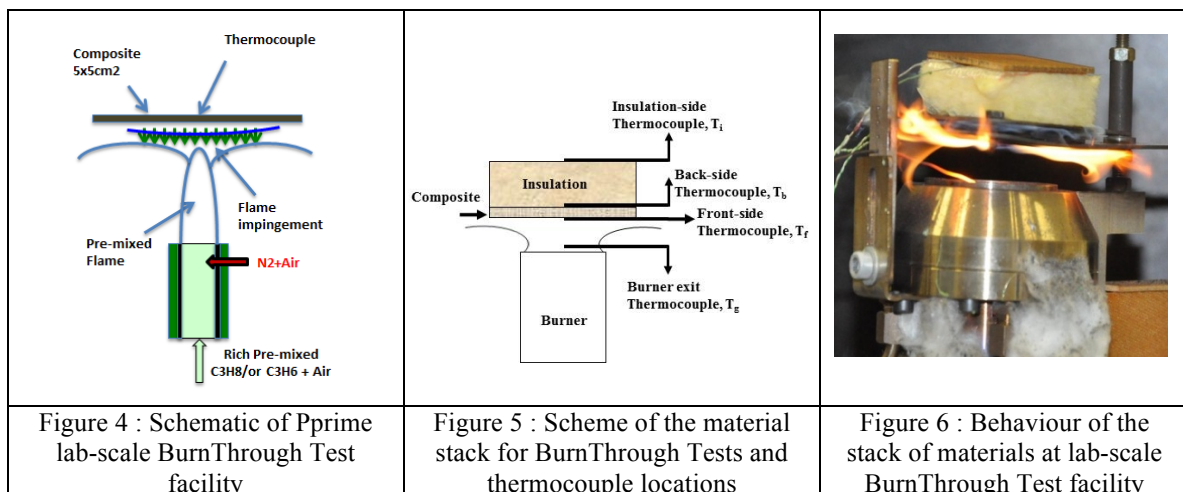 Composite
5x5cm2
Thermocouple
Pre-mixed
Flame
Flame
impingement
N2+Air
Rich Pre-mixed
C3H8/or C3H6 + Air
Insulation-side
Thermocouple, Ti
Insulation
Back-side
Thermocouple, Tb
Composite
Front-side
Thermocouple, Tf
Burner exit
Thermocouple, Tg
Burner
Figure 4 : Schematic of Pprime
lab-scale BurnThrough Test
facility
Figure 5 : Scheme of the material
stack for BurnThrough Tests and
thermocouple locations
Figure 6 : Behaviour of the
stack of materials at lab-scale
BurnThrough Test facility